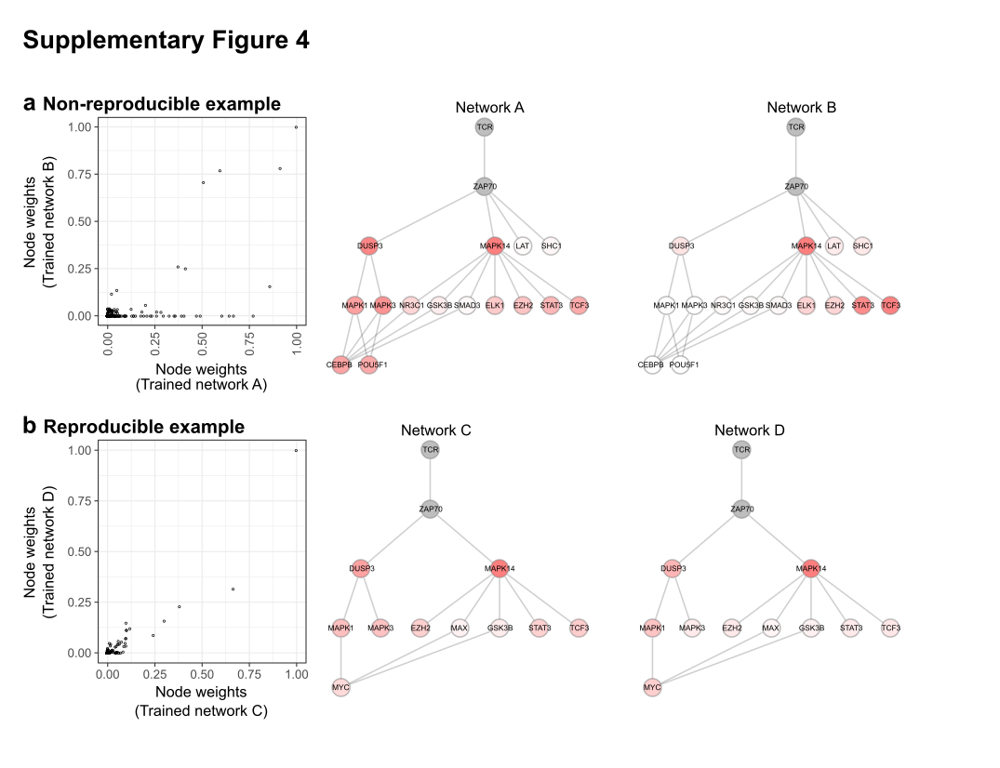 Supplementary Figure 4
a Non-reproducible example
Network A
Network B
1.00
0.75
0.50
0.25
0.00
Node weights
(Trained network B)
0.00 0.25 0.50 0.75 1.00
Node weights
(Trained network A)
TCR
ZAP70
DUSP3 MAPK14 LAT SHC1
MAPK1 MAPK3 NR3C1 GSK3B SMAD3 ELK1 EZH2 STAT3 TCF3
CEBPB POU5F1
TCR
ZAP70
DUSP3 MAPK14 LAT SHC1
MAPK1 MAPK3 NR3C1 GSK3B SMAD3 ELK1 EZH2 STAT3 TCF3
CEBPB POU5F1
b Reproducible example
Network C
Network D
1.00
0.75
0.50
0.25
0.00
Node weights
(Trained network D)
0.00 0.25 0.50 0.75 1.00
Node weights
(Trained network C)
TCR
ZAP70
DUSP3 MAPK14
MAPK1 MAPK3 EZH2 MAX GSK3B STAT3 TCF3
MYC
TCR
ZAP70
DUSP3 MAPK14
MAPK1 MAPK3 EZH2 MAX GSK3B STAT3 TCF3
MYC